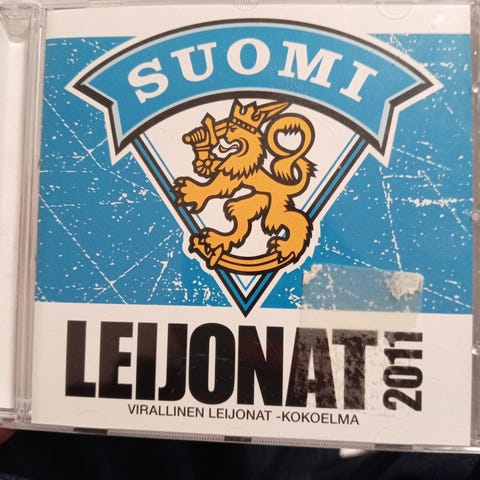 SUOMI
LEIJONAT 2011
VIRALLINEN LEIJONAT -KOKOELMA